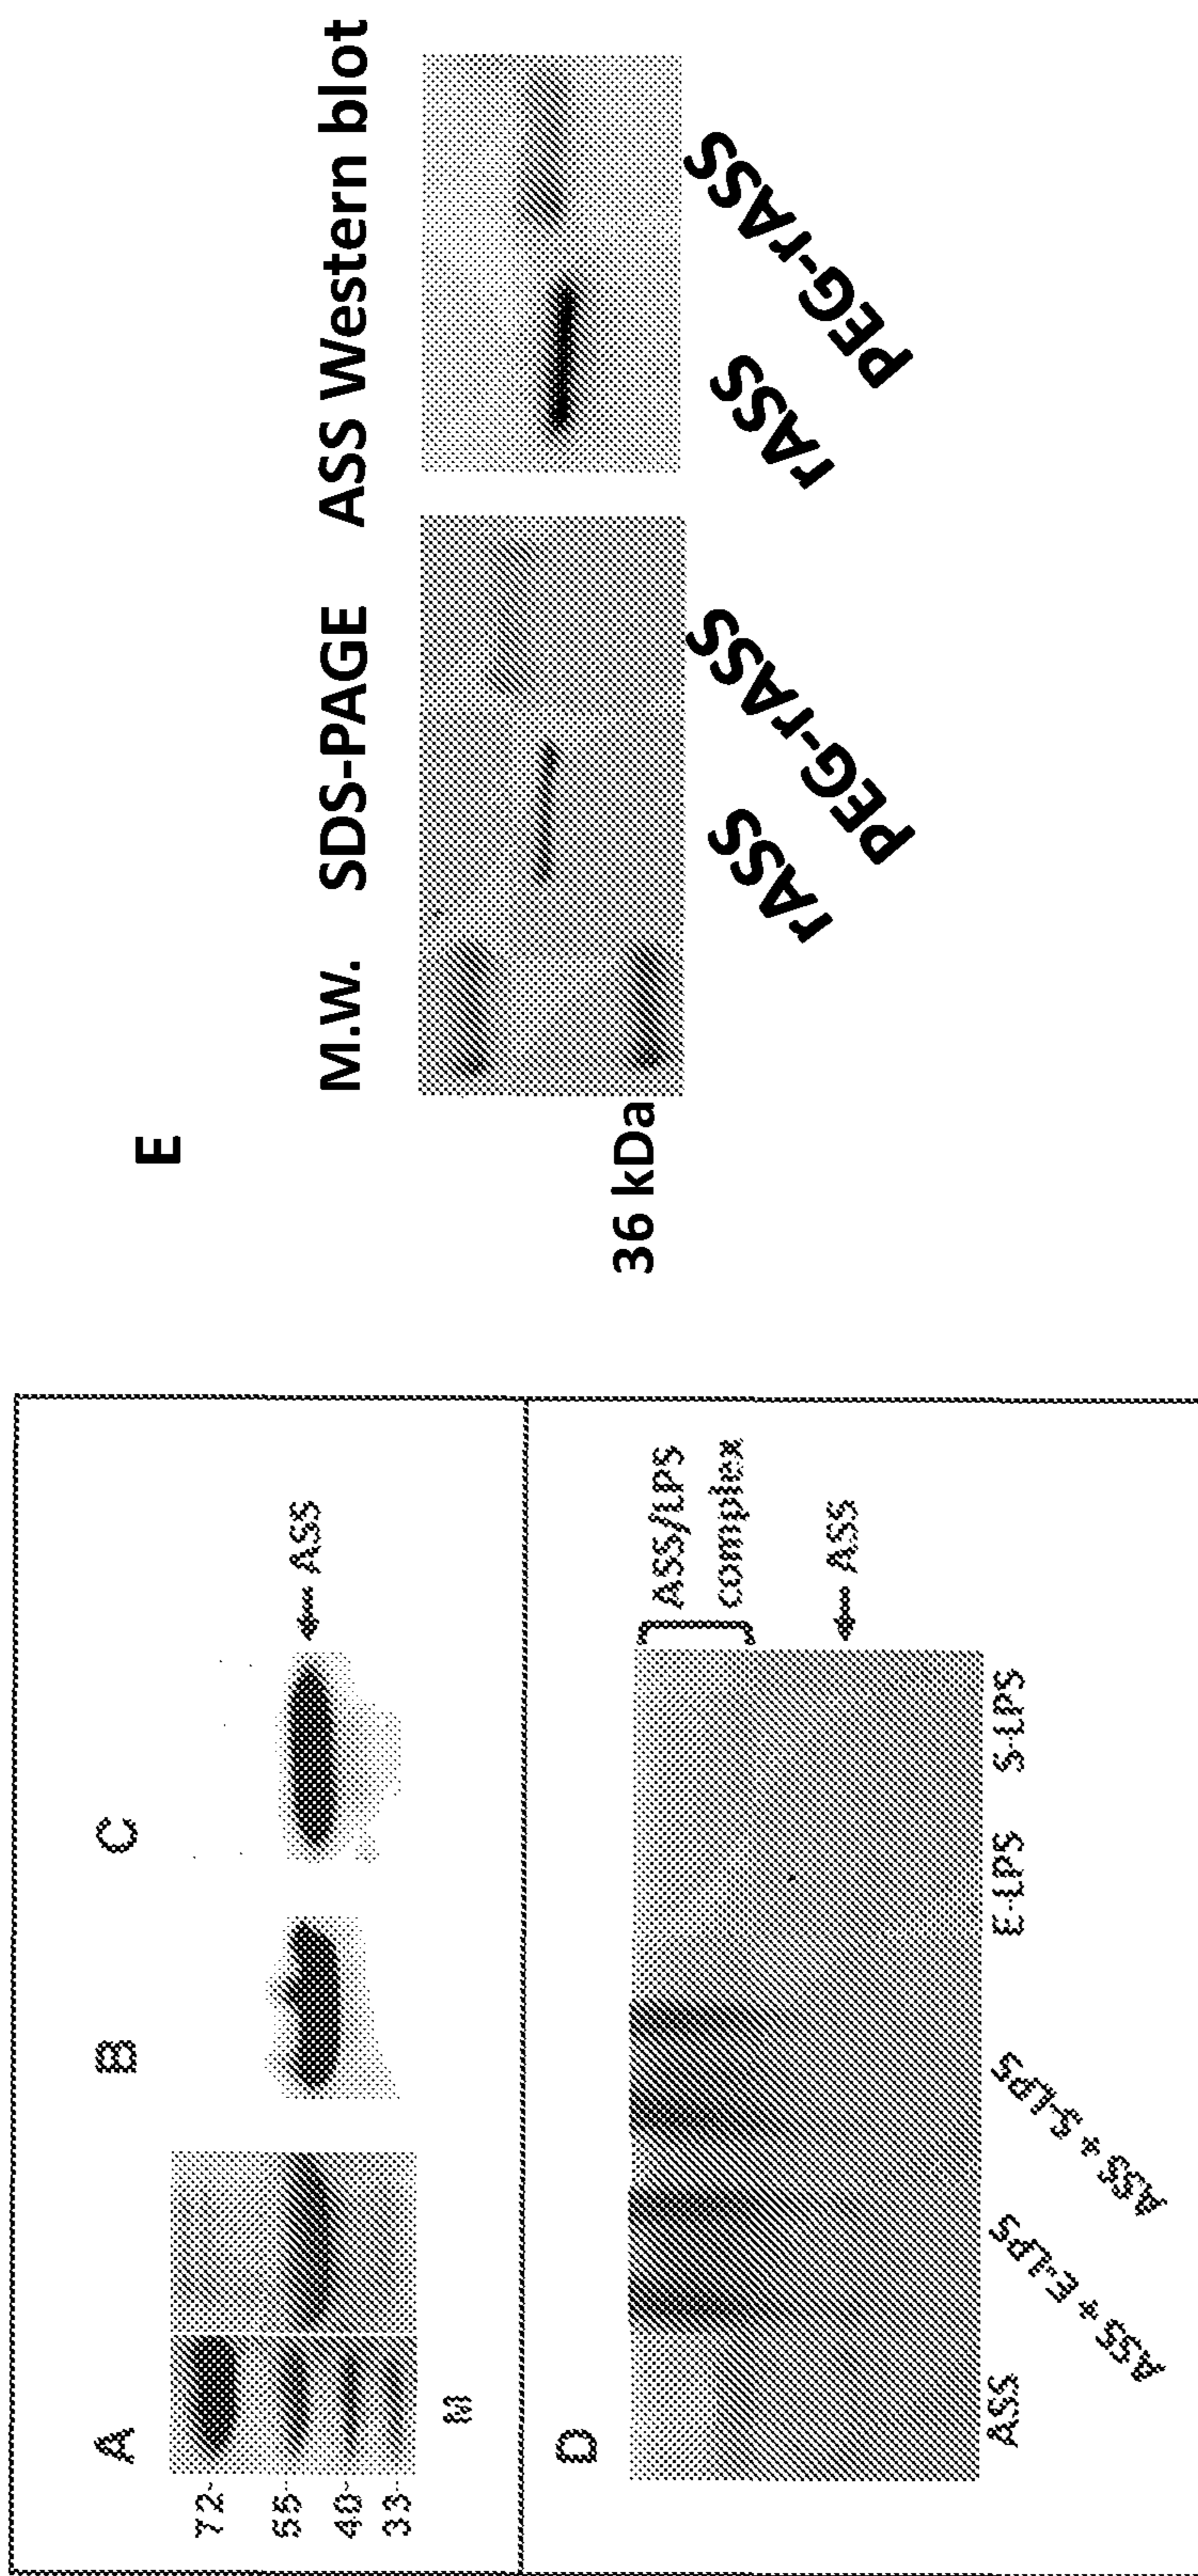 A
B
C
72-
55-
40-
33-
M
ASS
D
ASS/LPS
complex
ASS
ASS
ASS + E-LPS
ASS + S-LPS
E-LPS
S-LPS
E
M.W.
SDS-PAGE
ASS Western blot
36 kDa
rASS
PEG-rASS
rASS
PEG-rASS